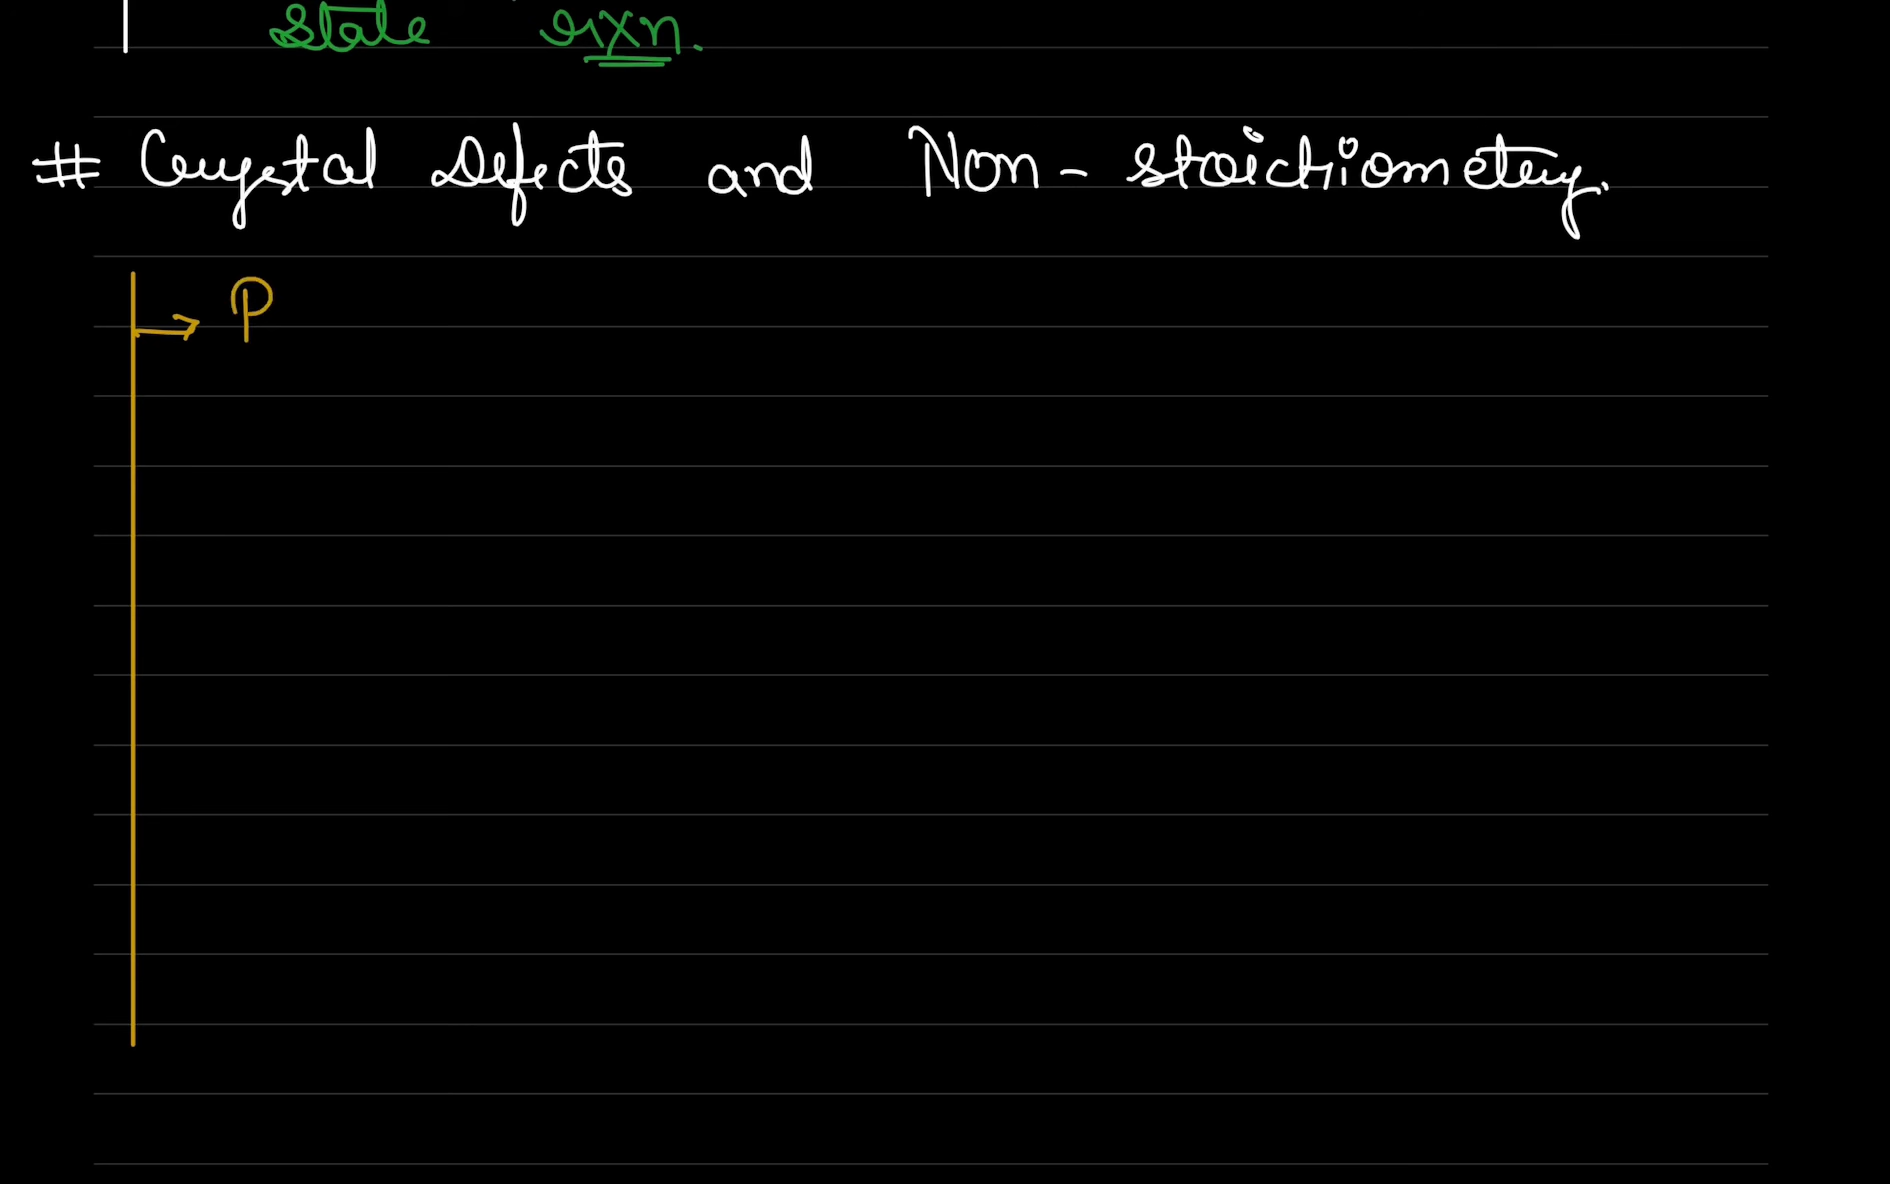 state rxn.
# Crystal Defects and Non-stoichiometry.
→ P